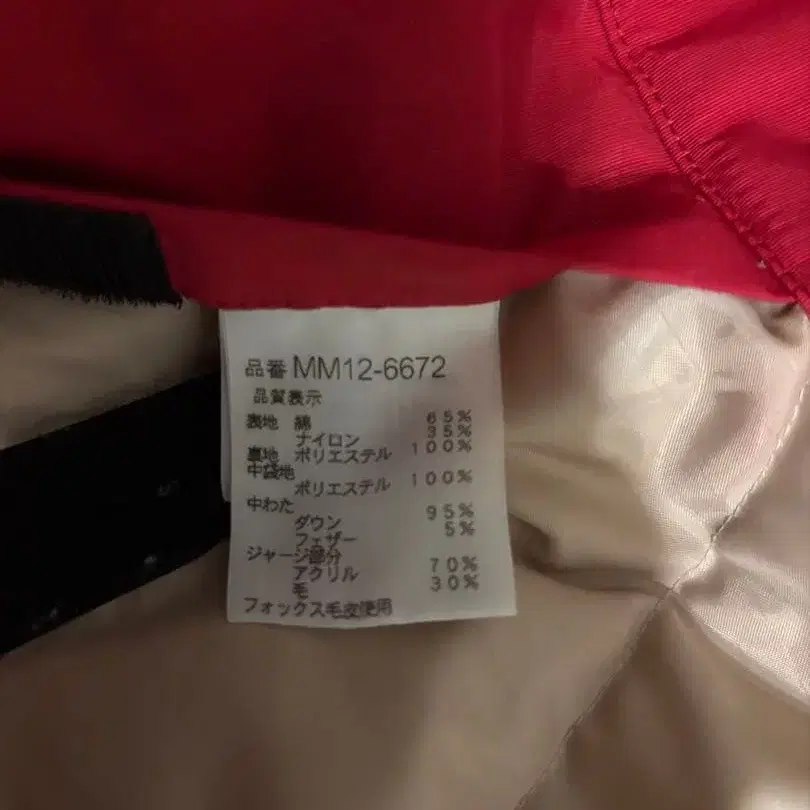 品番 MM12-6672
品質表示
表地 綿 65%
ナイロン 35%
裏地 ポリエステル 100%
中袋地
ポリエステル 100%
中わた
ダウン 95%
フェザー 5%
ジャージ部分
アクリル 70%
毛 30%
フォックス毛皮使用